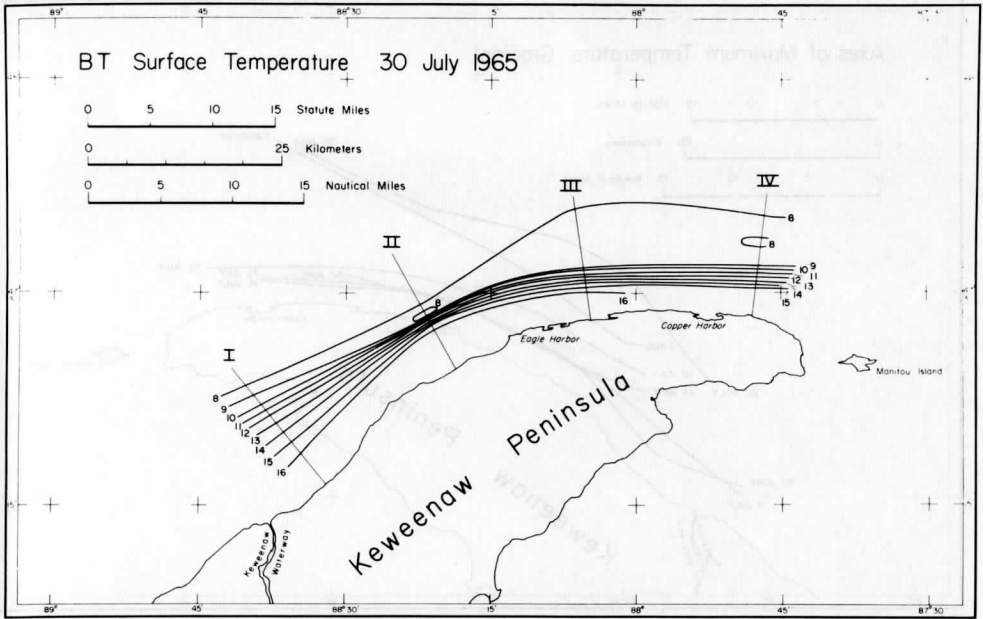 89° 45 88°30 5 88° 45
BT Surface Temperature 30 July 1965
0 5 10 15 Statute Miles
0 25 Kilometers
0 5 10 15 Nautical Miles
III IV
8
II
8
9
10 11
12 13
14
15
16
8
Eagle Harbor
Copper Harbor
I
Manitou Island
8
9
10
11
12
13
14
15
16
Keweenaw Peninsula
15
Keweenaw Waterway
89° 45 88°30 15 88° 45 87°30